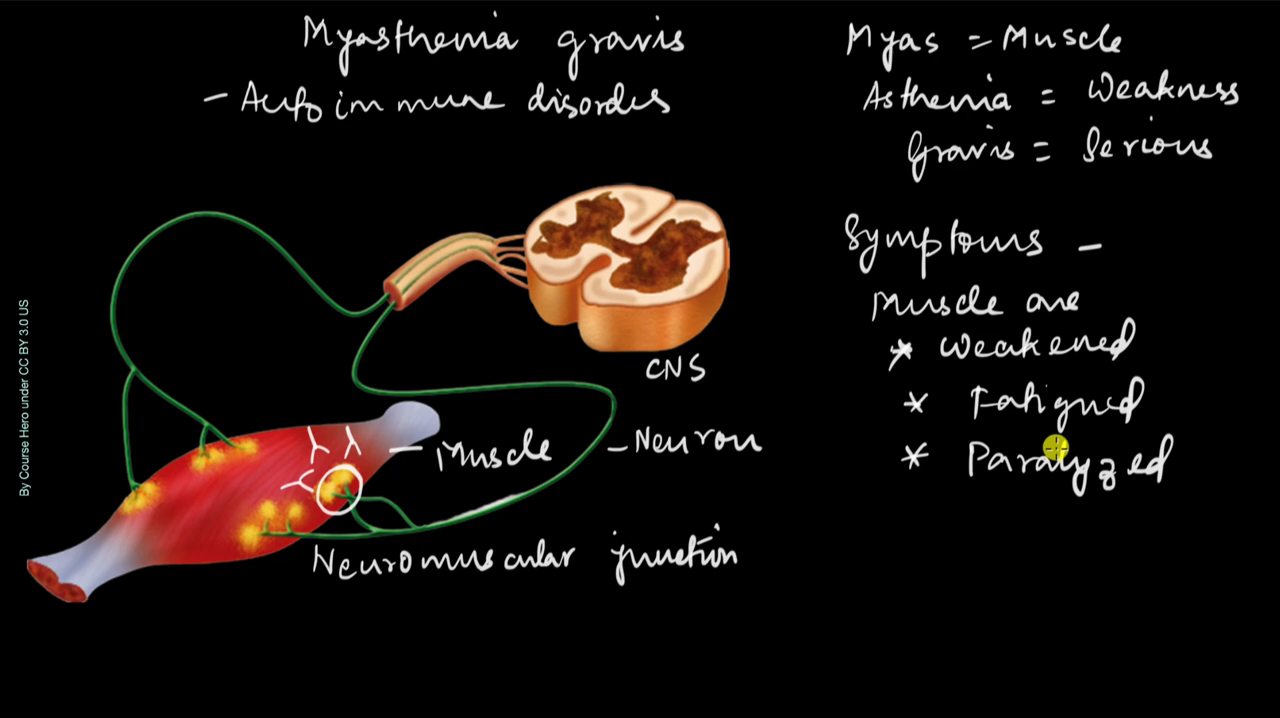 Myasthenia gravis
- Autoimmune disorder
Myas = Muscle
Asthenia = Weakness
Gravis = Serious
Symptoms -
Muscle are
* Weakened
* Fatigued
* Paralyzed
CNS
- Muscle
- Neuron
Neuromuscular junction
By Course Hero under CC BY 3.0 US